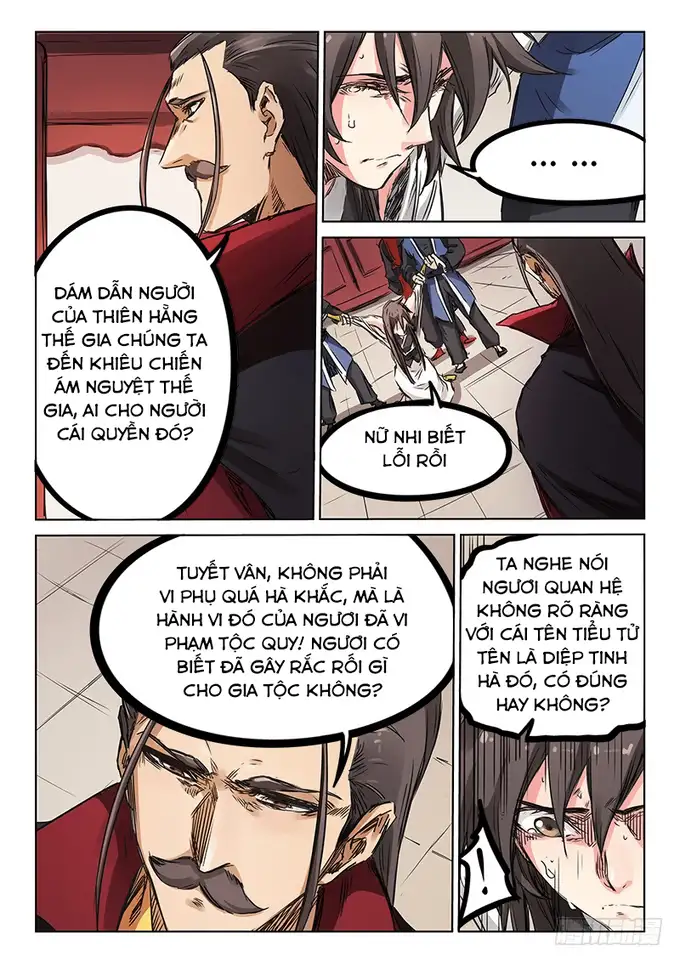 DÁM DẪN NGƯỜI
CỦA THIÊN HẰNG
THẾ GIA CHÚNG TA
ĐẾN KHIÊU CHIẾN
ÁM NGUYỆT THẾ
GIA, AI CHO NGƯỜI
CÁI QUYỀN ĐÓ?
... ...
NỮ NHI BIẾT
LỖI RỒI
TUYẾT VÂN, KHÔNG PHẢI
VI PHỤ QUÁ HÀ KHẮC, MÀ LÀ
HÀNH VI ĐÓ CỦA NGƯƠI ĐÃ VI
PHẠM TỘC QUY! NGƯƠI CÓ
BIẾT ĐÃ GÂY RẮC RỐI GÌ
CHO GIA TỘC KHÔNG?
TA NGHE NÓI
NGƯƠI QUAN HỆ
KHÔNG RÕ RÀNG
VỚI CÁI TÊN TIỂU TỬ
TÊN LÀ DIỆP TINH
HÀ ĐÓ, CÓ ĐÚNG
HAY KHÔNG?
!